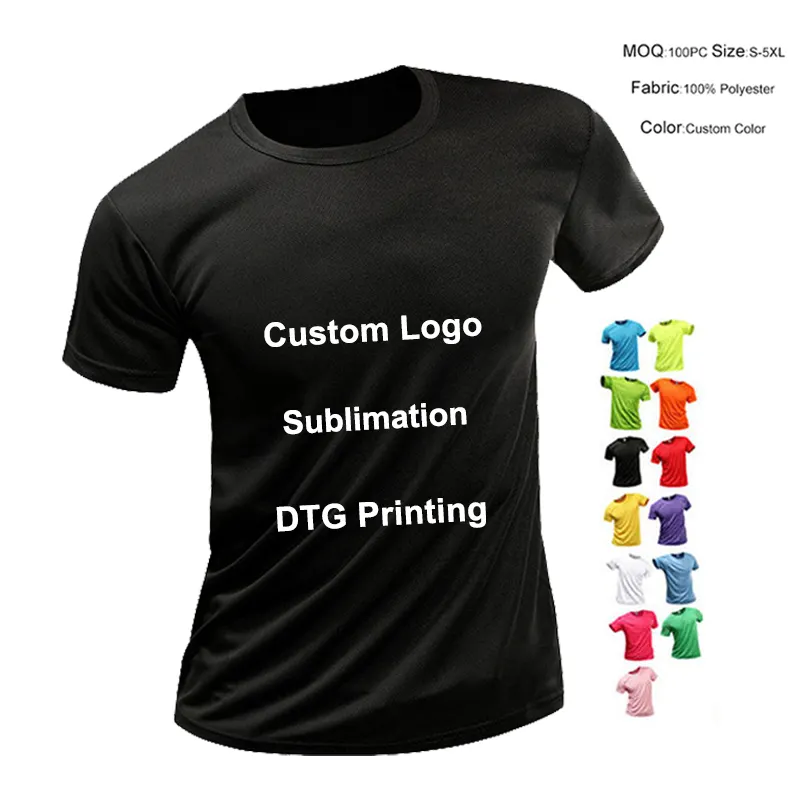 MOQ:100PC Size:S-5XL
Fabric:100% Polyester
Color:Custom Color
Custom Logo
Sublimation
DTG Printing